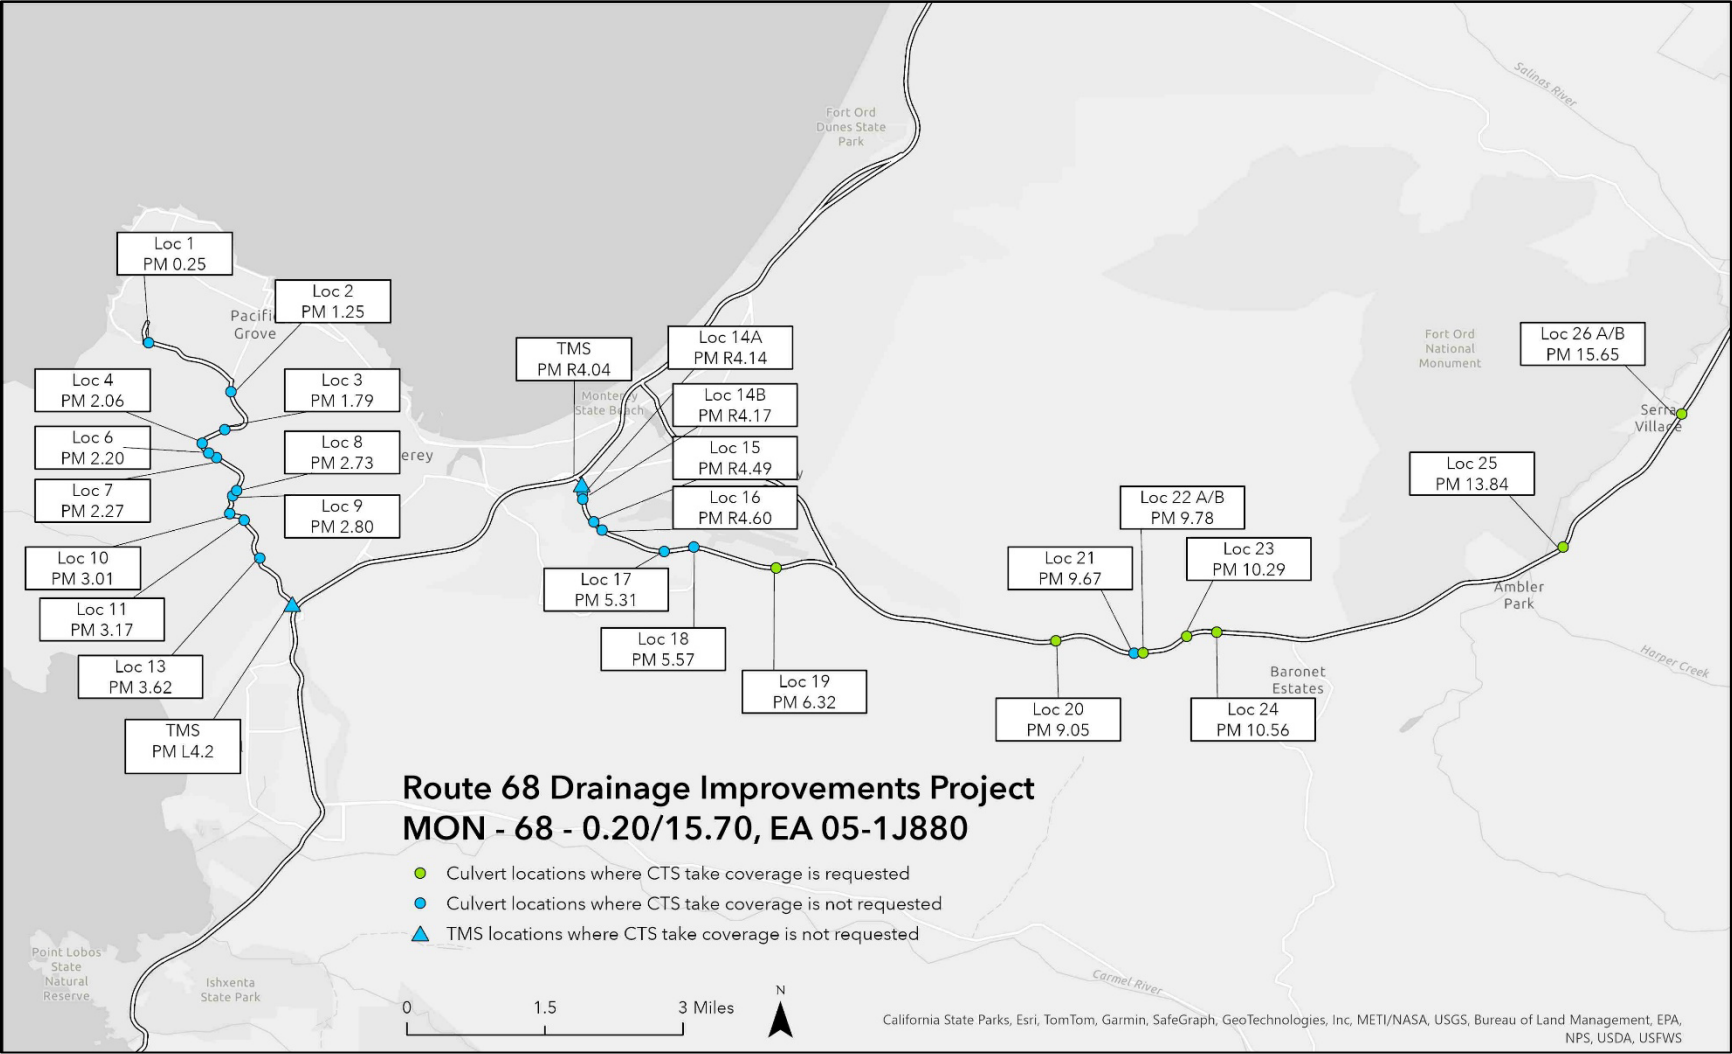 Salinas River
Fort Ord
Dunes State
Park
Loc 1
PM 0.25
Loc 2
PM 1.25
Pacifi
Grove
Loc 4
PM 2.06
Loc 3
PM 1.79
Loc 6
PM 2.20
Loc 8
PM 2.73
erey
Loc 7
PM 2.27
Loc 9
PM 2.80
Loc 10
PM 3.01
Loc 11
PM 3.17
Loc 13
PM 3.62
TMS
PM L4.2
TMS
PM R4.04
Monterey
State Beach
Loc 14A
PM R4.14
Loc 14B
PM R4.17
Loc 15
PM R4.49
y
Loc 16
PM R4.60
Loc 17
PM 5.31
Loc 18
PM 5.57
Loc 19
PM 6.32
Loc 20
PM 9.05
Loc 21
PM 9.67
Loc 22 A/B
PM 9.78
Loc 23
PM 10.29
Loc 24
PM 10.56
Baronet
Estates
Loc 25
PM 13.84
Ambler
Park
Fort Ord
National
Monument
Loc 26 A/B
PM 15.65
Serra
Village
Harper Creek
Route 68 Drainage Improvements Project
MON - 68 - 0.20/15.70, EA 05-1J880
Culvert locations where CTS take coverage is requested
Culvert locations where CTS take coverage is not requested
TMS locations where CTS take coverage is not requested
Point Lobos
State
Natural
Reserve
Ishxenta
State Park
Carmel River
0 1.5 3 Miles
N
California State Parks, Esri, TomTom, Garmin, SafeGraph, GeoTechnologies, Inc, METI/NASA, USGS, Bureau of Land Management, EPA,
NPS, USDA, USFWS